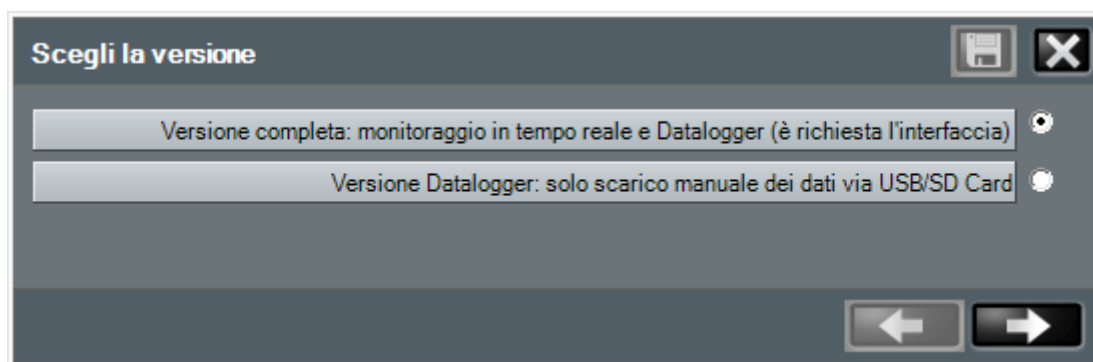 Scegli la versione
Versione completa: monitoraggio in tempo reale e Datalogger (è richiesta l'interfaccia)
Versione Datalogger: solo scarico manuale dei dati via USB/SD Card